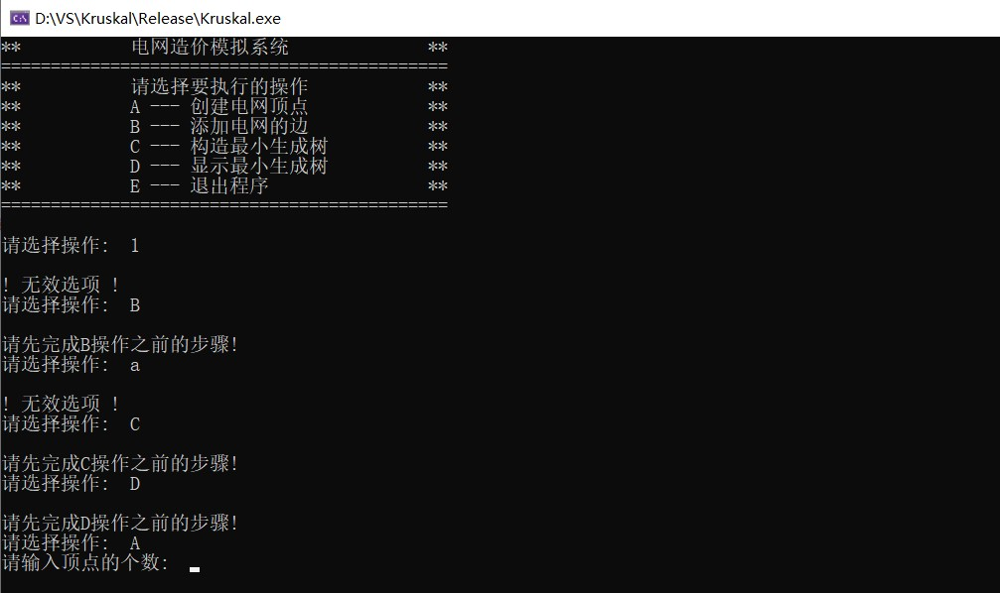 D:\VS\Kruskal\Release\Kruskal.exe
** 电网造价模拟系统 **
=============================================
** 请选择要执行的操作 **
** A --- 创建电网顶点 **
** B --- 添加电网的边 **
** C --- 构造最小生成树 **
** D --- 显示最小生成树 **
** E --- 退出程序 **
=============================================
请选择操作: 1
! 无效选项 !
请选择操作: B
请先完成B操作之前的步骤!
请选择操作: a
! 无效选项 !
请选择操作: C
请先完成C操作之前的步骤!
请选择操作: D
请先完成D操作之前的步骤!
请选择操作: A
请输入顶点的个数: